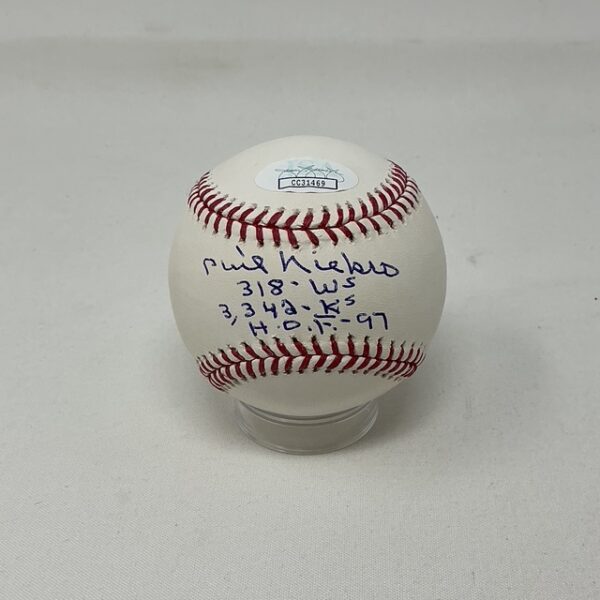 CC31469
Phil Niekro
318-Ws
3,342-Ks
H.O.F.-97